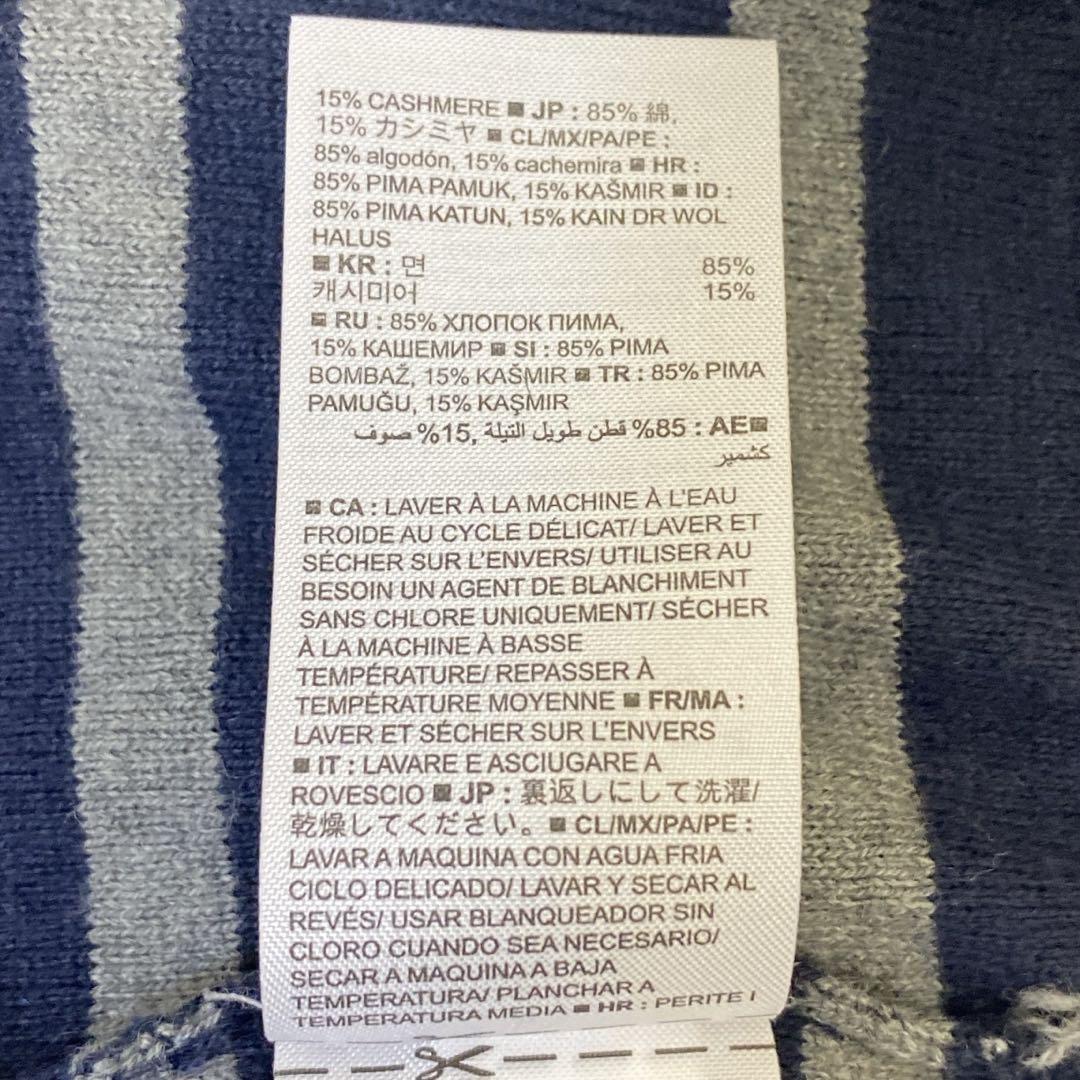 15% CASHMERE ■ JP : 85% 綿,
15% カシミヤ ■ CL/MX/PA/PE :
85% algodón, 15% cachemira ■ HR :
85% PIMA PAMUK, 15% KAŠMIR ■ ID :
85% PIMA KATUN, 15% KAIN DR WOL
HALUS
■ KR : 면 85%
캐시미어 15%
■ RU : 85% ХЛОПОК ПИМА,
15% КАШЕМИР ■ SI : 85% PIMA
BOMBAŽ, 15% KAŠMIR ■ TR : 85% PIMA
PAMUĞU, 15% KAŞMIR
■AE : 85% قطن طويل التيلة ,15% صوف
كشمير
■ CA : LAVER À LA MACHINE À L'EAU
FROIDE AU CYCLE DÉLICAT/ LAVER ET
SÉCHER SUR L'ENVERS/ UTILISER AU
BESOIN UN AGENT DE BLANCHIMENT
SANS CHLORE UNIQUEMENT/ SÉCHER
À LA MACHINE À BASSE
TEMPÉRATURE/ REPASSER À
TEMPÉRATURE MOYENNE ■ FR/MA :
LAVER ET SÉCHER SUR L'ENVERS
■ IT : LAVARE E ASCIUGARE A
ROVESCIO ■ JP : 裏返しにして洗濯/
乾燥してください。■ CL/MX/PA/PE :
LAVAR A MAQUINA CON AGUA FRIA
CICLO DELICADO/ LAVAR Y SECAR AL
REVÉS/ USAR BLANQUEADOR SIN
CLORO CUANDO SEA NECESARIO/
SECAR A MAQUINA A BAJA
TEMPERATURA/ PLANCHAR A
TEMPERATURA MEDIA ■ HR : PERITE I